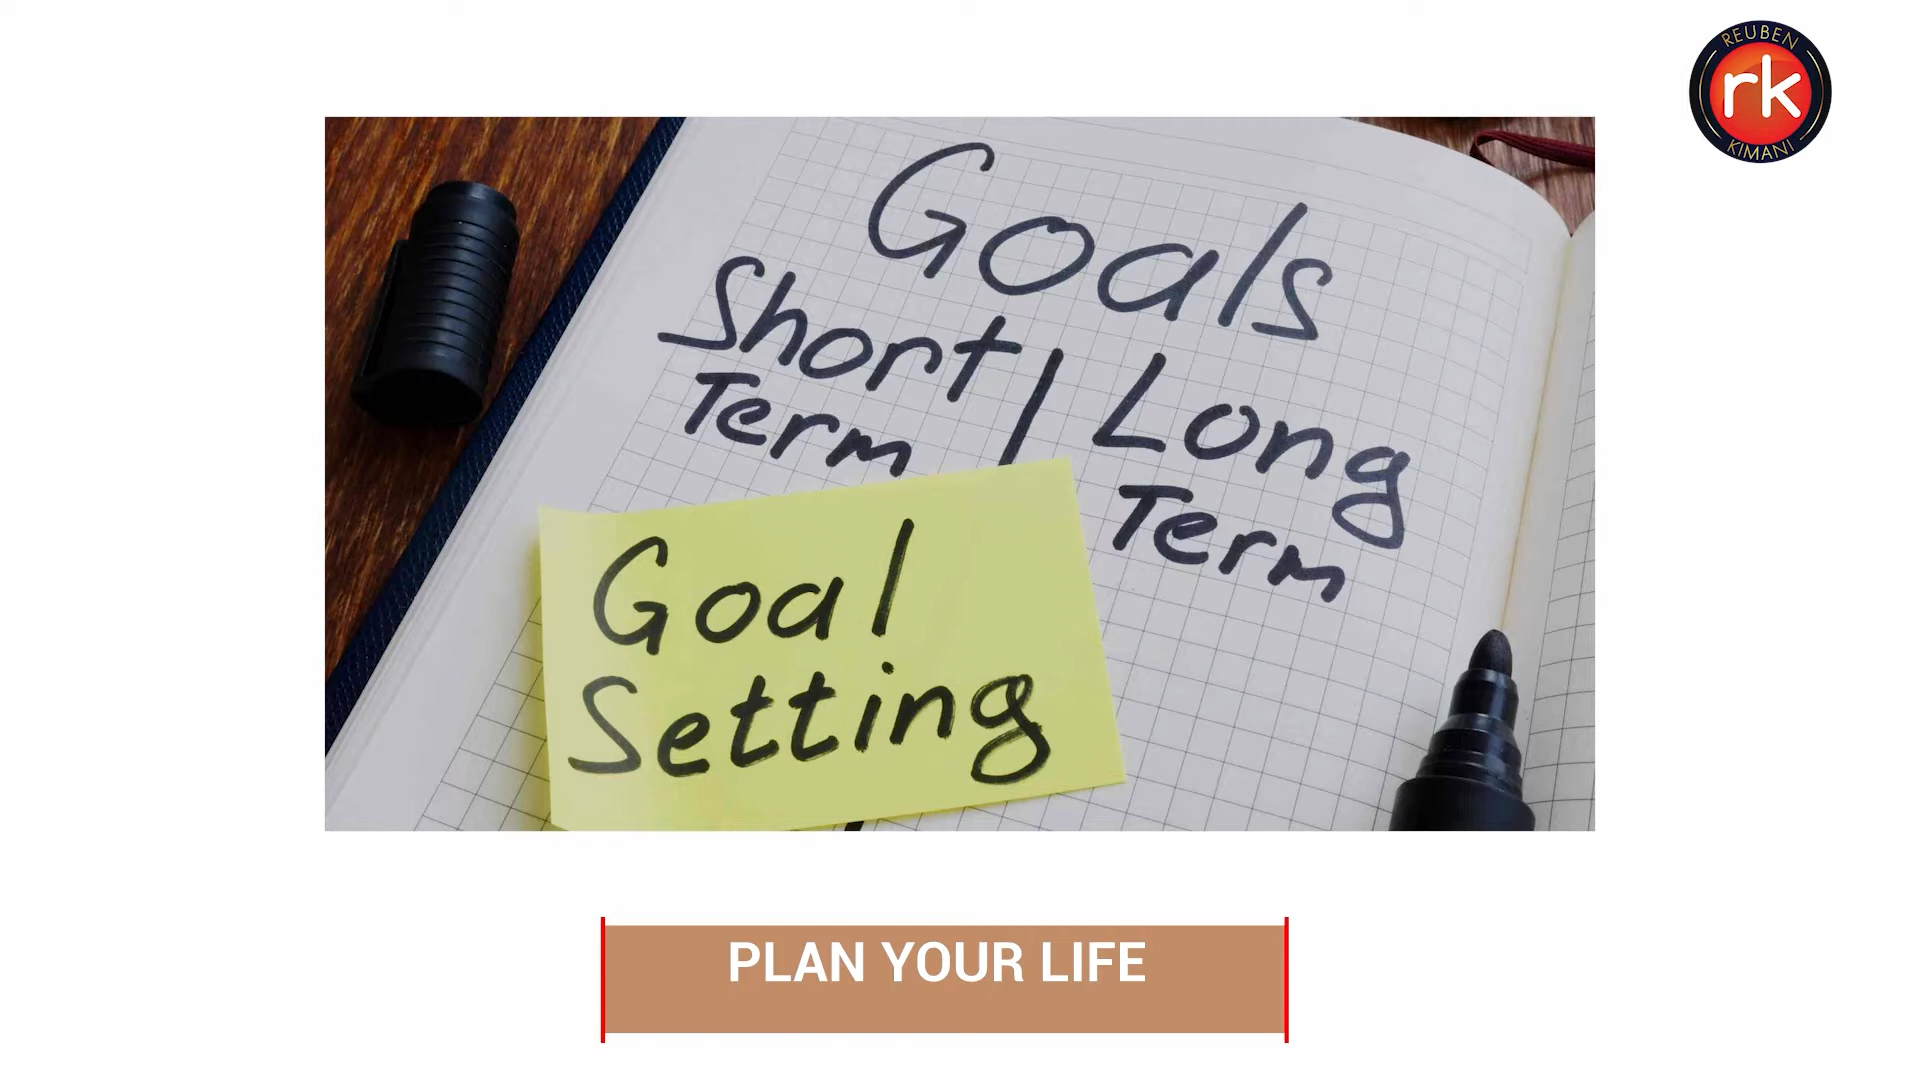 REUBEN
rk
KIMANI
Goals
Short | Long
Term Term
Goal
Setting
PLAN YOUR LIFE